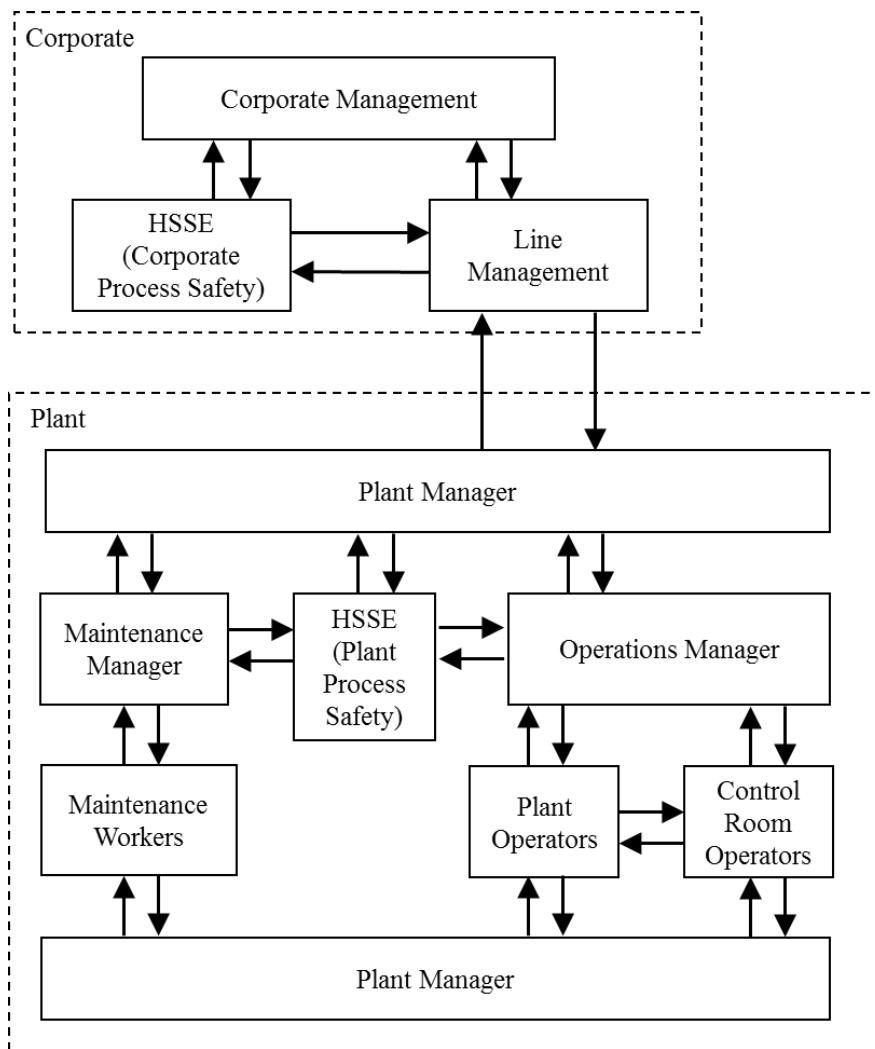 Corporate
Corporate Management
HSSE
(Corporate
Process Safety)
Line
Management
Plant
Plant Manager
Maintenance
Manager
HSSE
(Plant
Process
Safety)
Operations Manager
Maintenance
Workers
Plant
Operators
Control
Room
Operators
Plant Manager